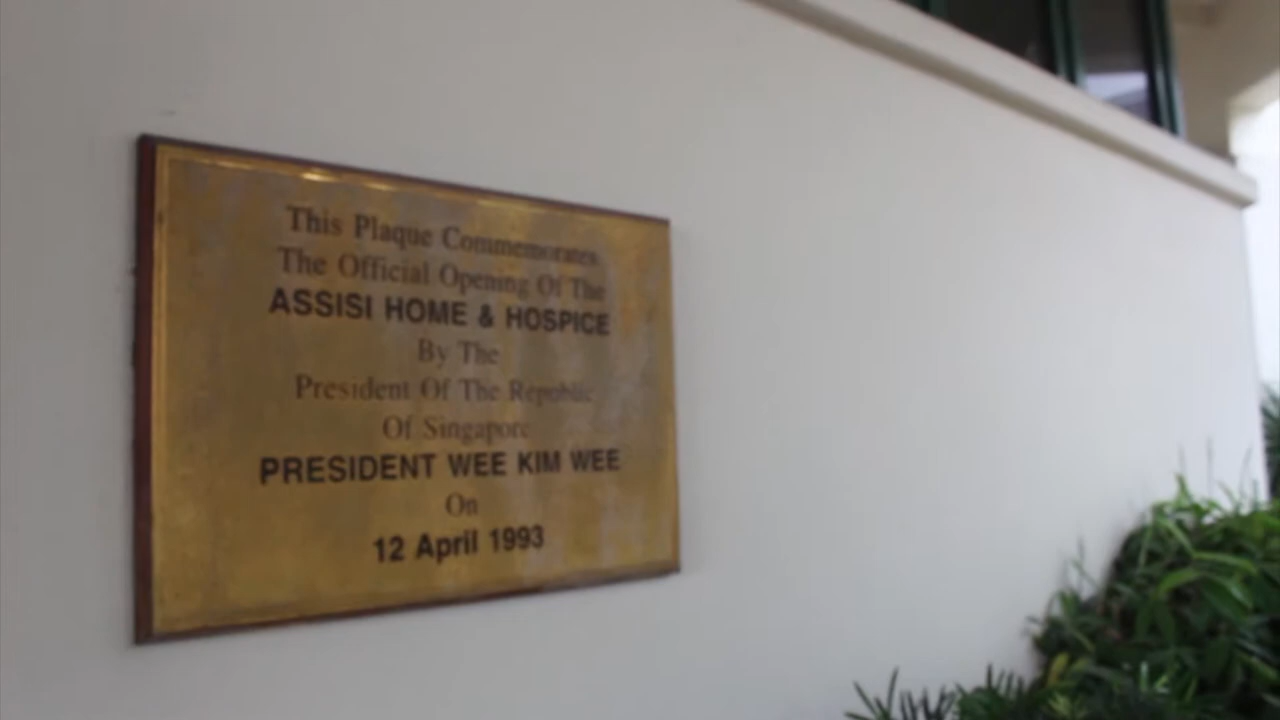 This Plaque Commemorates
The Official Opening Of The
ASSISI HOME & HOSPICE
By The
President Of The Republic
Of Singapore
PRESIDENT WEE KIM WEE
On
12 April 1993